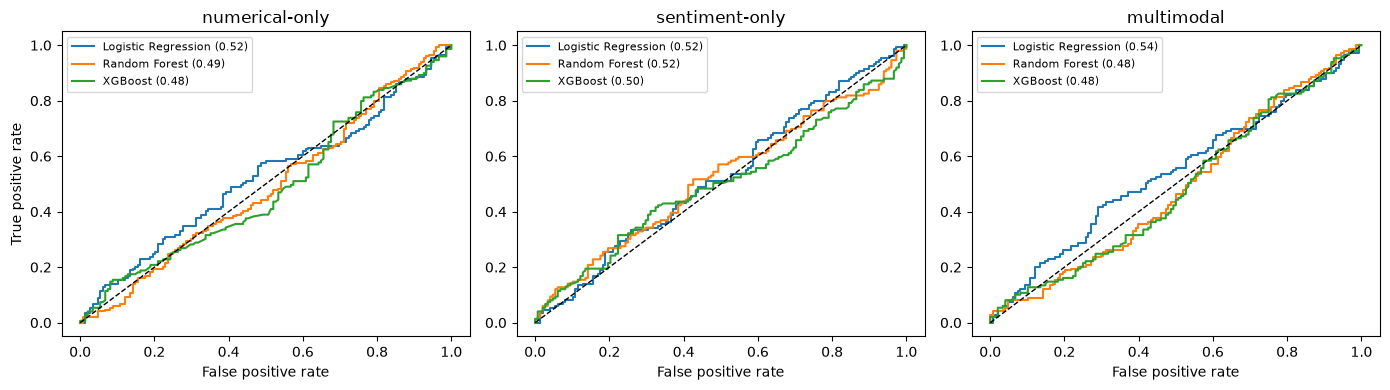 numerical-only
Logistic Regression (0.52)
Random Forest (0.49)
XGBoost (0.48)
1.0
0.8
0.6
0.4
0.2
0.0
True positive rate
0.0 0.2 0.4 0.6 0.8 1.0
False positive rate
sentiment-only
Logistic Regression (0.52)
Random Forest (0.52)
XGBoost (0.50)
1.0
0.8
0.6
0.4
0.2
0.0
0.0 0.2 0.4 0.6 0.8 1.0
False positive rate
multimodal
Logistic Regression (0.54)
Random Forest (0.48)
XGBoost (0.48)
1.0
0.8
0.6
0.4
0.2
0.0
0.0 0.2 0.4 0.6 0.8 1.0
False positive rate